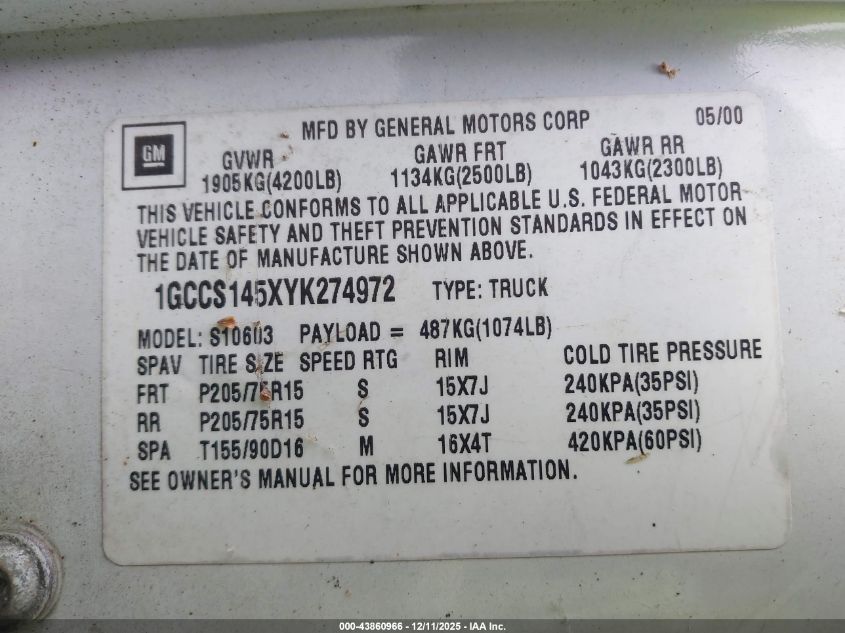 MFD BY GENERAL MOTORS CORP 05/00
GM
GVWR GAWR FRT GAWR RR
1905KG(4200LB) 1134KG(2500LB) 1043KG(2300LB)
THIS VEHICLE CONFORMS TO ALL APPLICABLE U.S. FEDERAL MOTOR
VEHICLE SAFETY AND THEFT PREVENTION STANDARDS IN EFFECT ON
THE DATE OF MANUFACTURE SHOWN ABOVE.
1GCCS145XYK274972 TYPE: TRUCK
MODEL: S10603 PAYLOAD = 487KG(1074LB)
SPAV TIRE SIZE SPEED RTG RIM COLD TIRE PRESSURE
FRT P205/75R15 S 15X7J 240KPA(35PSI)
RR P205/75R15 S 15X7J 240KPA(35PSI)
SPA T155/90D16 M 16X4T 420KPA(60PSI)
SEE OWNER'S MANUAL FOR MORE INFORMATION.
000-43860966 - 12/11/2025 - IAA Inc.